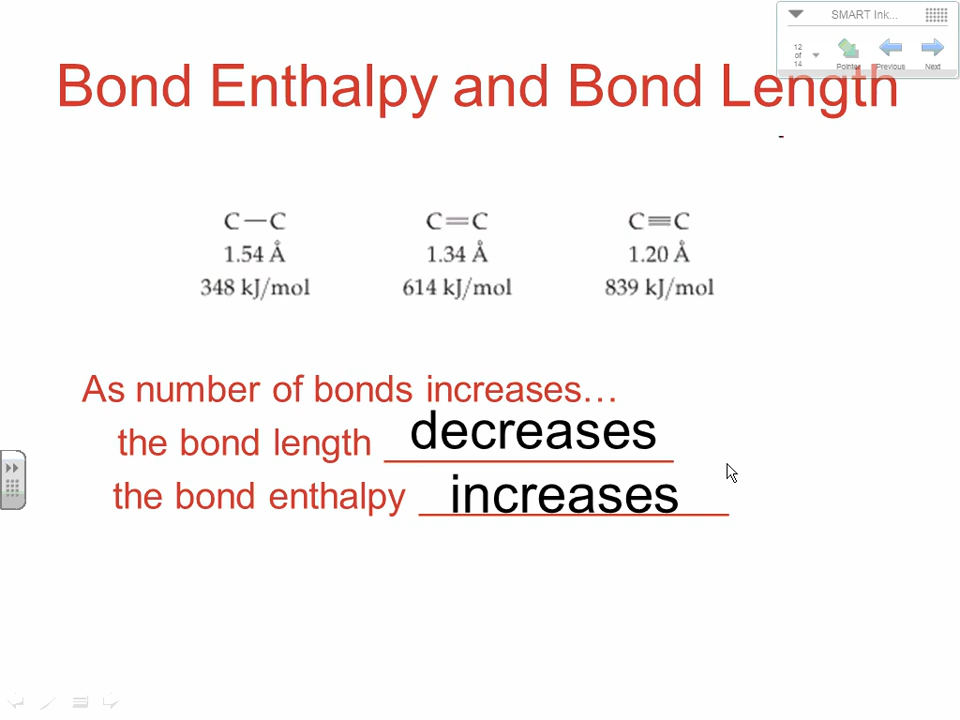 SMART Ink...
12 of 14
Pointer Previous Next
Bond Enthalpy and Bond Length
-
C—C C=C C≡C
1.54 Å 1.34 Å 1.20 Å
348 kJ/mol 614 kJ/mol 839 kJ/mol
As number of bonds increases…
the bond length decreases
the bond enthalpy increases